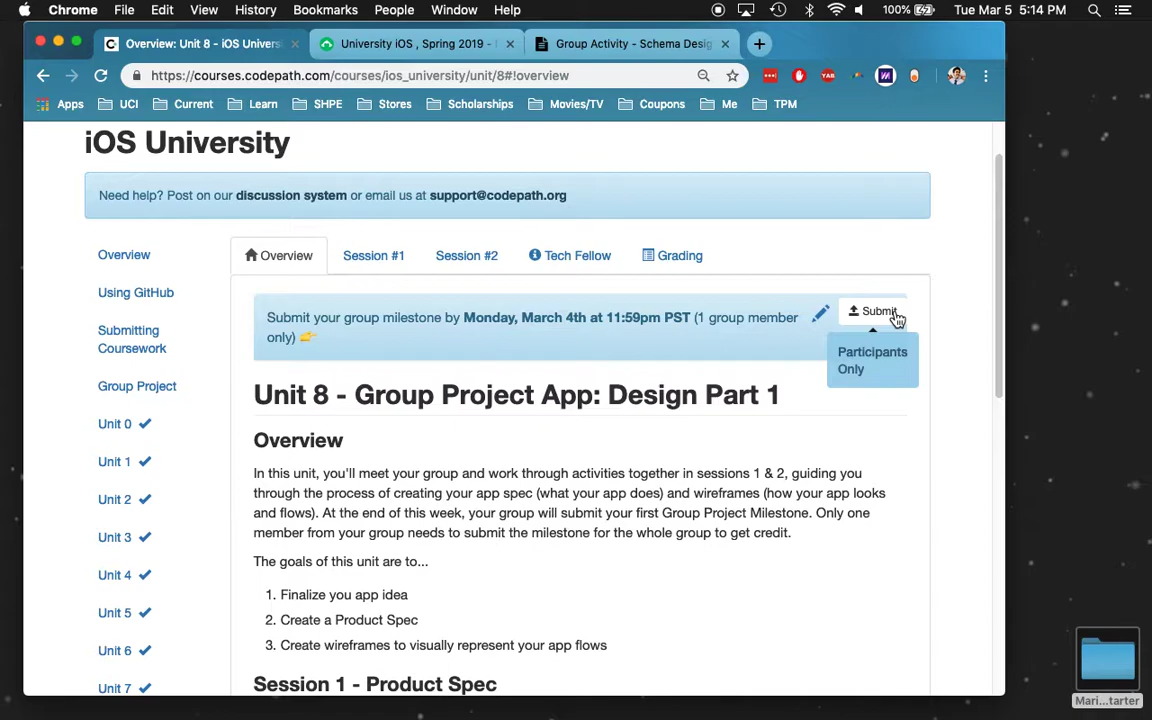 Chrome File Edit View History Bookmarks People Window Help 100% Tue Mar 5 5:14 PM
Overview: Unit 8 - iOS Univers University iOS , Spring 2019 - Group Activity - Schema Desig
https://courses.codepath.com/courses/ios_university/unit/8#!overview
Apps UCI Current Learn SHPE Stores Scholarships Movies/TV Coupons Me TPM
iOS University
Need help? Post on our discussion system or email us at support@codepath.org
Overview
Using GitHub
Submitting
Coursework
Group Project
Unit 0
Unit 1
Unit 2
Unit 3
Unit 4
Unit 5
Unit 6
Unit 7
Overview Session #1 Session #2 Tech Fellow Grading
Submit your group milestone by Monday, March 4th at 11:59pm PST (1 group member
only)
Submit
Participants
Only
Unit 8 - Group Project App: Design Part 1
Overview
In this unit, you'll meet your group and work through activities together in sessions 1 & 2, guiding you
through the process of creating your app spec (what your app does) and wireframes (how your app looks
and flows). At the end of this week, your group will submit your first Group Project Milestone. Only one
member from your group needs to submit the milestone for the whole group to get credit.
The goals of this unit are to...
1. Finalize you app idea
2. Create a Product Spec
3. Create wireframes to visually represent your app flows
Session 1 - Product Spec
Mari...tarter